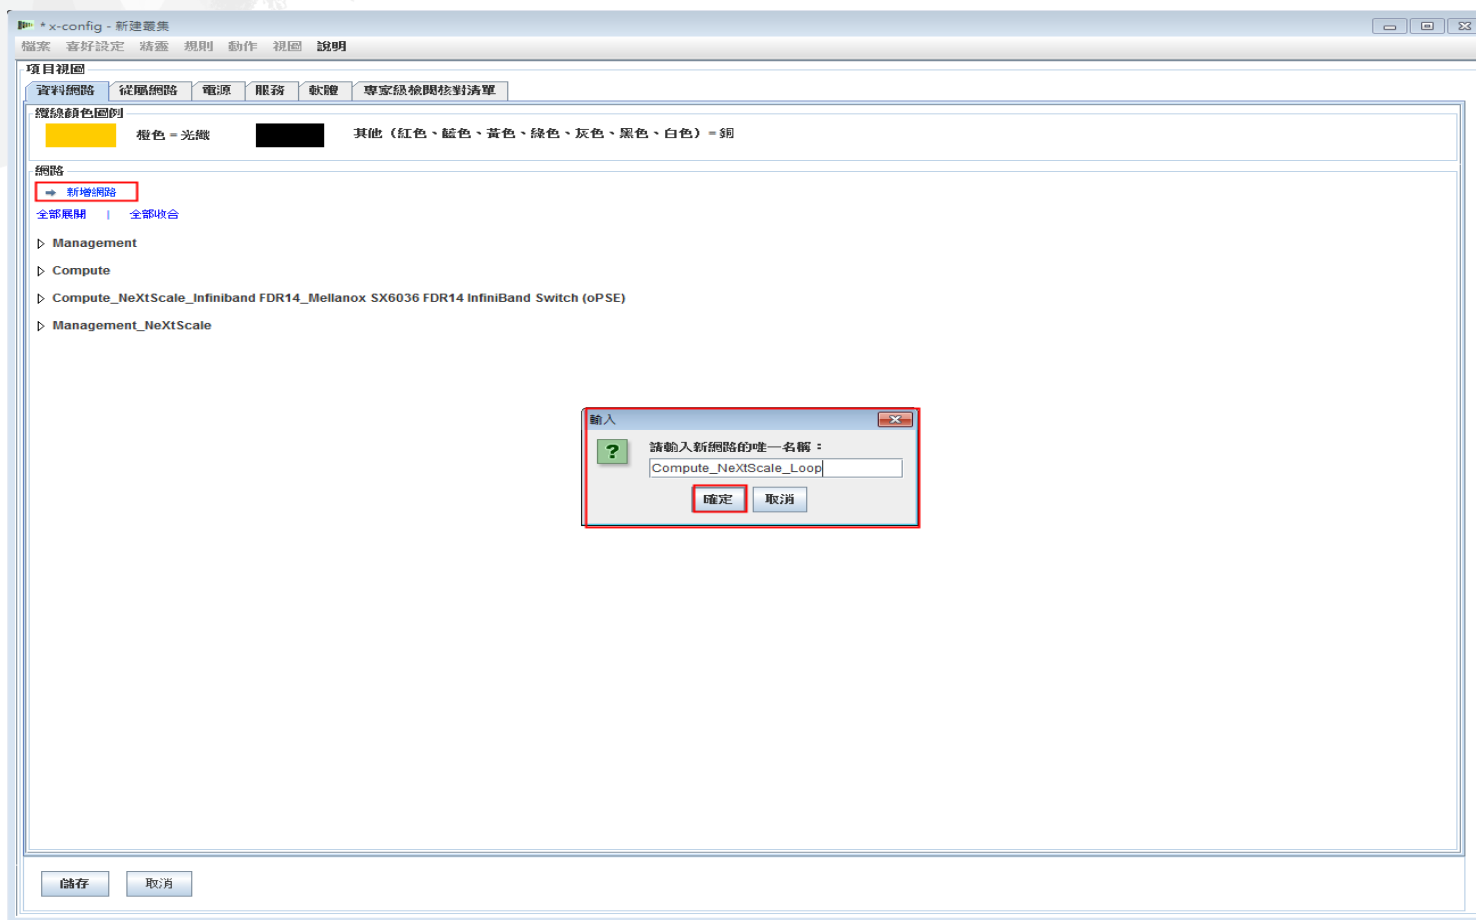 * x-config - 新建叢集
檔案 喜好設定 精靈 規則 動作 視圖 說明
項目視圖
資料網路 從屬網路 電源 服務 軟體 專家級檢閱核對清單
纜線顏色圖例
橙色 = 光纖 其他（紅色、藍色、黃色、綠色、灰色、黑色、白色）= 銅
網路
新增網路
全部展開 | 全部收合
Management
Compute
Compute_NeXtScale_Infiniband FDR14_Mellanox SX6036 FDR14 InfiniBand Switch (oPSE)
Management_NeXtScale
輸入
請輸入新網路的唯一名稱：
Compute_NeXtScale_Loop
確定 取消
儲存 取消